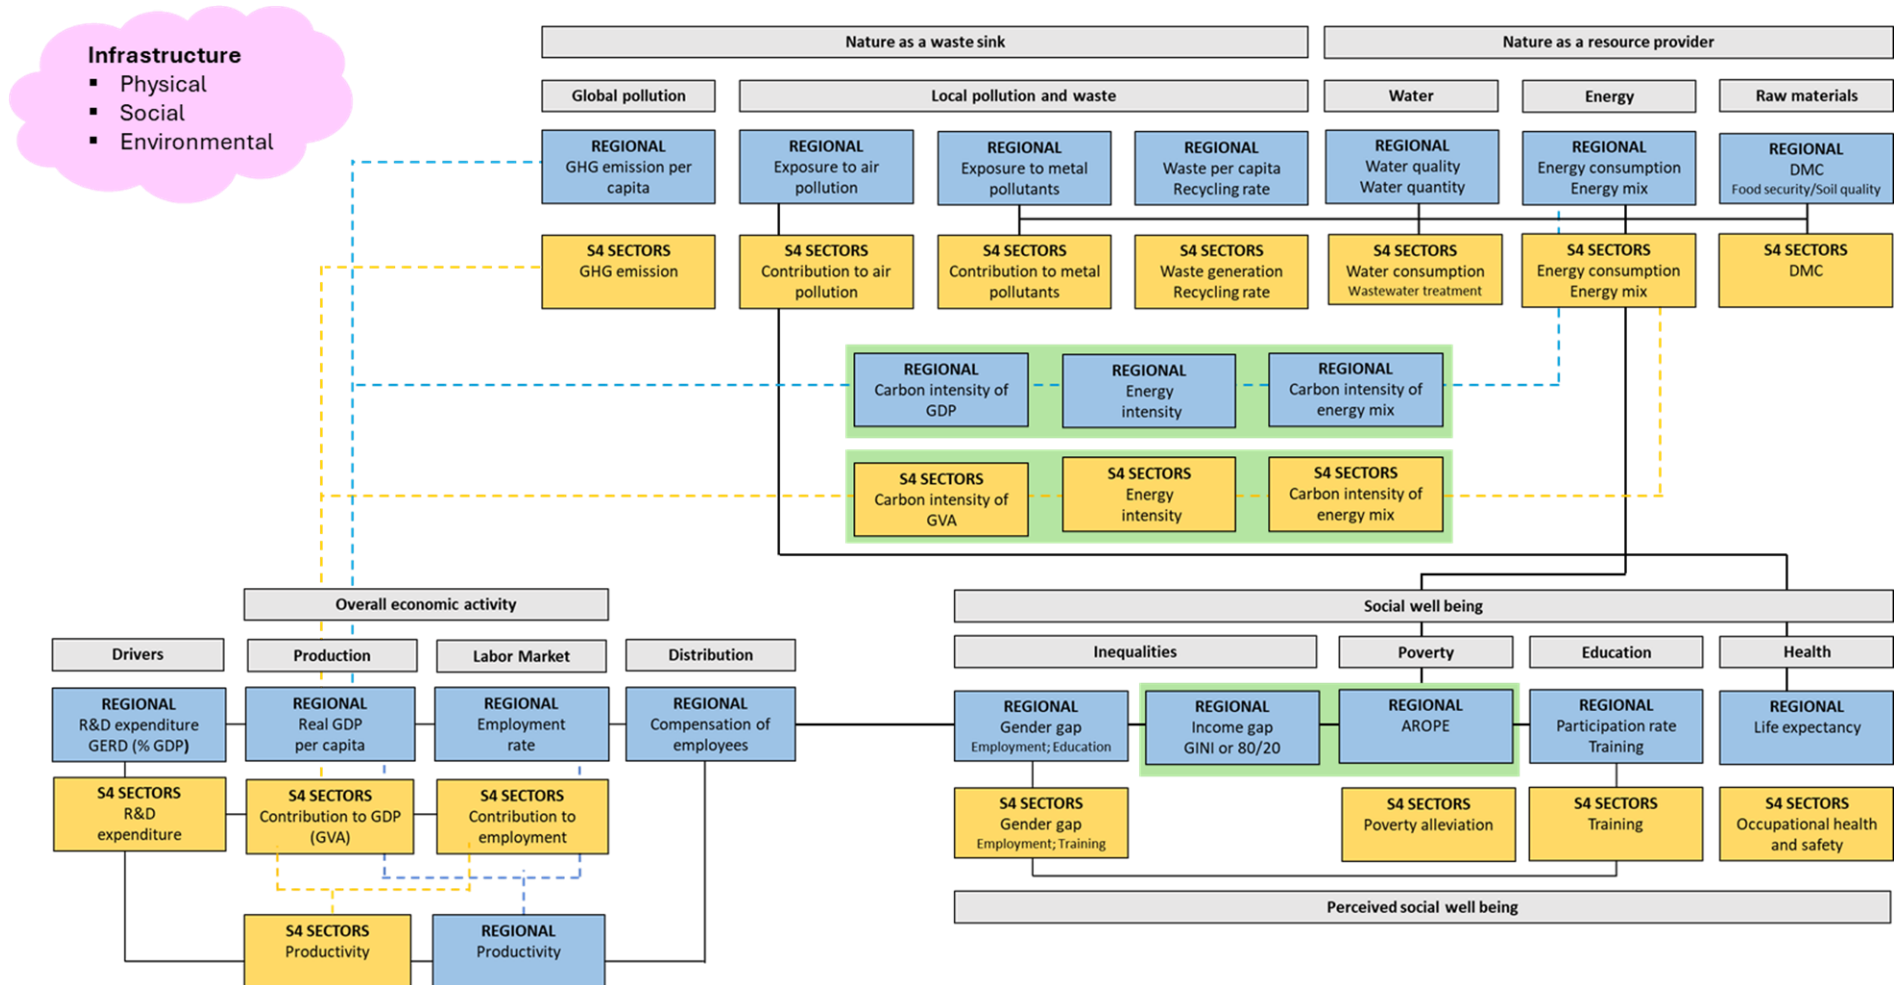 Infrastructure
▪ Physical
▪ Social
▪ Environmental
Nature as a waste sink
Nature as a resource provider
Global pollution
Local pollution and waste
Water
Energy
Raw materials
REGIONAL
GHG emission per
capita
REGIONAL
Exposure to air
pollution
REGIONAL
Exposure to metal
pollutants
REGIONAL
Waste per capita
Recycling rate
REGIONAL
Water quality
Water quantity
REGIONAL
Energy consumption
Energy mix
REGIONAL
DMC
Food security/Soil quality
S4 SECTORS
GHG emission
S4 SECTORS
Contribution to air
pollution
S4 SECTORS
Contribution to metal
pollutants
S4 SECTORS
Waste generation
Recycling rate
S4 SECTORS
Water consumption
Wastewater treatment
S4 SECTORS
Energy consumption
Energy mix
S4 SECTORS
DMC
REGIONAL
Carbon intensity of
GDP
REGIONAL
Energy
intensity
REGIONAL
Carbon intensity of
energy mix
S4 SECTORS
Carbon intensity of
GVA
S4 SECTORS
Energy
intensity
S4 SECTORS
Carbon intensity of
energy mix
Overall economic activity
Social well being
Drivers
Production
Labor Market
Distribution
Inequalities
Poverty
Education
Health
REGIONAL
R&D expenditure
GERD (% GDP)
REGIONAL
Real GDP
per capita
REGIONAL
Employment
rate
REGIONAL
Compensation of
employees
REGIONAL
Gender gap
Employment; Education
REGIONAL
Income gap
GINI or 80/20
REGIONAL
AROPE
REGIONAL
Participation rate
Training
REGIONAL
Life expectancy
S4 SECTORS
R&D
expenditure
S4 SECTORS
Contribution to GDP
(GVA)
S4 SECTORS
Contribution to
employment
S4 SECTORS
Gender gap
Employment; Training
S4 SECTORS
Poverty alleviation
S4 SECTORS
Training
S4 SECTORS
Occupational health
and safety
Perceived social well being
S4 SECTORS
Productivity
REGIONAL
Productivity